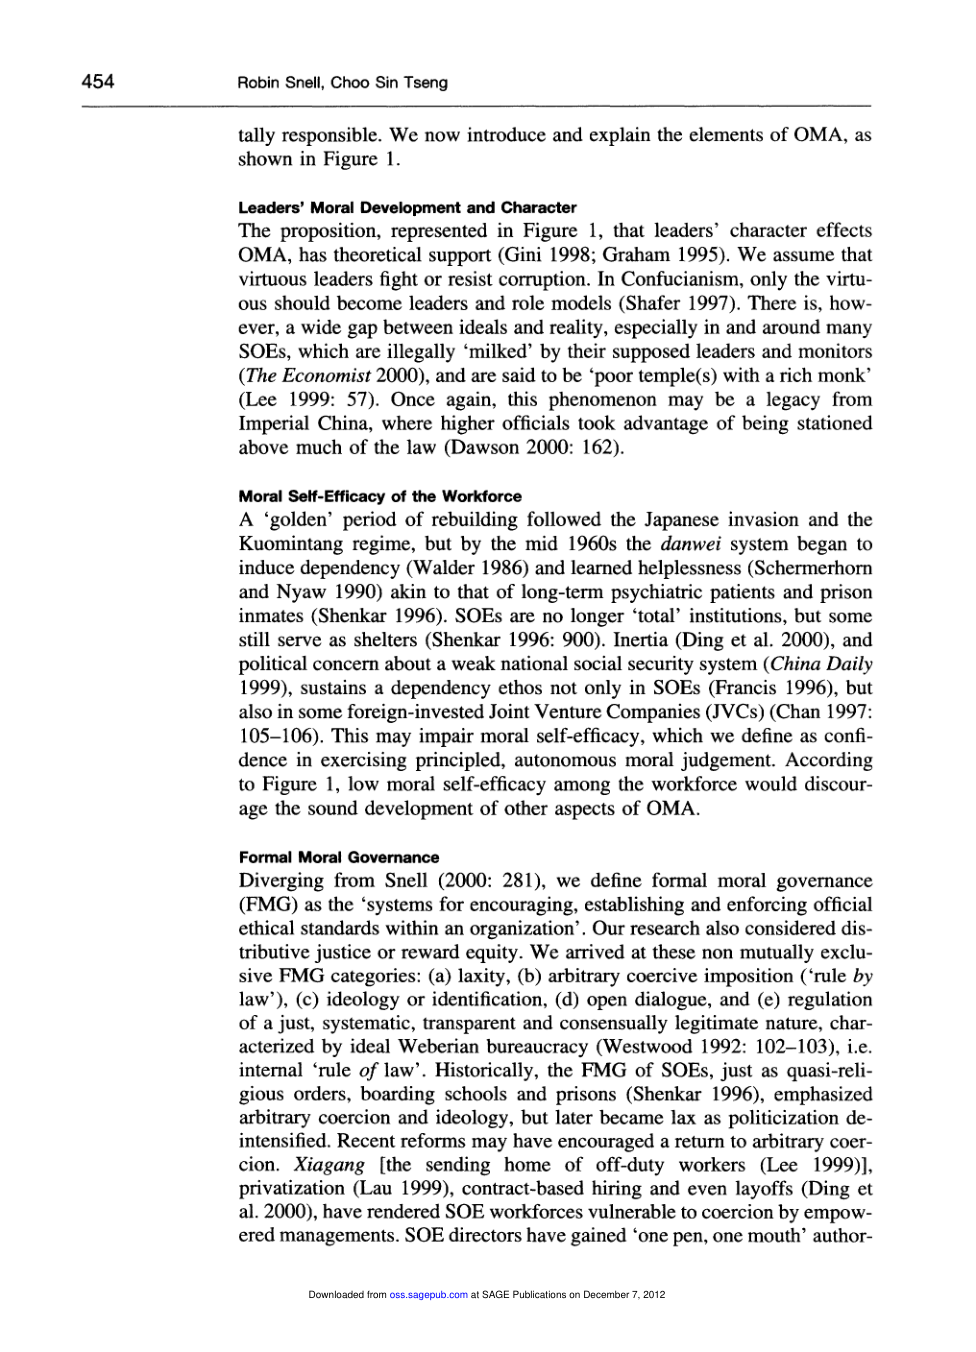 454
Robin Snell, Choo Sin Tseng
tally responsible. We now introduce and explain the elements of OMA, as
shown in Figure 1.
Leaders' Moral Development and Character
The proposition, represented in Figure 1, that leaders' character effects
OMA, has theoretical support (Gini 1998; Graham 1995). We assume that
virtuous leaders fight or resist corruption. In Confucianism, only the virtu-
ous should become leaders and role models (Shafer 1997). There is, how-
ever, a wide gap between ideals and reality, especially in and around many
SOEs, which are illegally 'milked' by their supposed leaders and monitors
(The Economist 2000), and are said to be 'poor temple(s) with a rich monk'
(Lee 1999: 57). Once again, this phenomenon may be a legacy from
Imperial China, where higher officials took advantage of being stationed
above much of the law (Dawson 2000: 162).
Moral Self-Efficacy of the Workforce
A 'golden' period of rebuilding followed the Japanese invasion and the
Kuomintang regime, but by the mid 1960s the danwei system began to
induce dependency (Walder 1986) and learned helplessness (Schermerhorn
and Nyaw 1990) akin to that of long-term psychiatric patients and prison
inmates (Shenkar 1996). SOEs are no longer 'total' institutions, but some
still serve as shelters (Shenkar 1996: 900). Inertia (Ding et al. 2000), and
political concern about a weak national social security system (China Daily
1999), sustains a dependency ethos not only in SOEs (Francis 1996), but
also in some foreign-invested Joint Venture Companies (JVCs) (Chan 1997:
105–106). This may impair moral self-efficacy, which we define as confi-
dence in exercising principled, autonomous moral judgement. According
to Figure 1, low moral self-efficacy among the workforce would discour-
age the sound development of other aspects of OMA.
Formal Moral Governance
Diverging from Snell (2000: 281), we define formal moral governance
(FMG) as the 'systems for encouraging, establishing and enforcing official
ethical standards within an organization'. Our research also considered dis-
tributive justice or reward equity. We arrived at these non mutually exclu-
sive FMG categories: (a) laxity, (b) arbitrary coercive imposition ('rule by
law'), (c) ideology or identification, (d) open dialogue, and (e) regulation
of a just, systematic, transparent and consensually legitimate nature, char-
acterized by ideal Weberian bureaucracy (Westwood 1992: 102–103), i.e.
internal 'rule of law'. Historically, the FMG of SOEs, just as quasi-reli-
gious orders, boarding schools and prisons (Shenkar 1996), emphasized
arbitrary coercion and ideology, but later became lax as politicization de-
intensified. Recent reforms may have encouraged a return to arbitrary coer-
cion. Xiagang [the sending home of off-duty workers (Lee 1999)],
privatization (Lau 1999), contract-based hiring and even layoffs (Ding et
al. 2000), have rendered SOE workforces vulnerable to coercion by empow-
ered managements. SOE directors have gained 'one pen, one mouth' author-
Downloaded from oss.sagepub.com at SAGE Publications on December 7, 2012